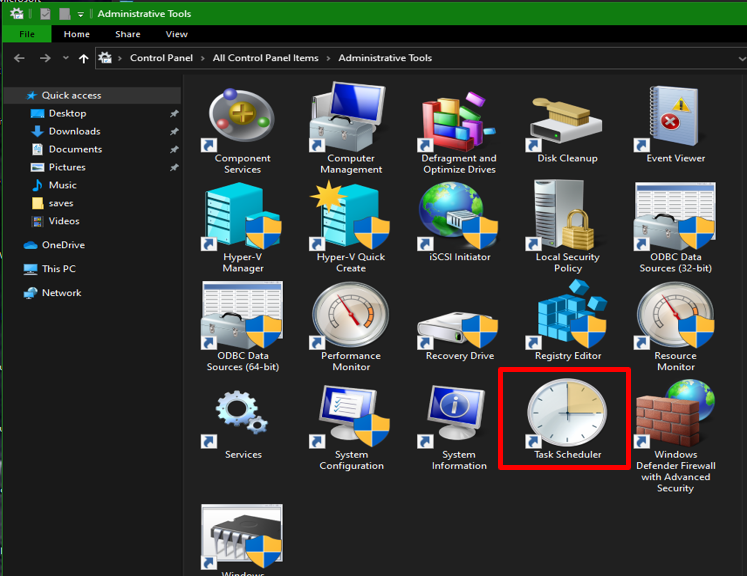 Administrative Tools
File Home Share View
Control Panel All Control Panel Items Administrative Tools
Quick access
Desktop
Downloads
Documents
Pictures
Music
saves
Videos
OneDrive
This PC
Network
Component
Services
Computer
Management
Defragment and
Optimize Drives
Disk Cleanup
Event Viewer
Hyper-V
Manager
Hyper-V Quick
Create
iSCSI Initiator
Local Security
Policy
ODBC Data
Sources (32-bit)
ODBC Data
Sources (64-bit)
Performance
Monitor
Recovery Drive
Registry Editor
Resource
Monitor
Services
System
Configuration
System
Information
Task Scheduler
Windows
Defender Firewall
with Advanced
Security
Windows